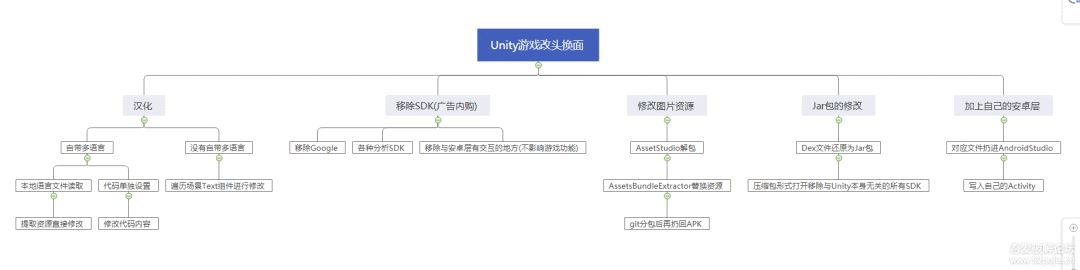 Unity游戏改头换面
汉化
移除SDK(广告内购)
修改图片资源
Jar包的修改
加上自己的安卓层
自带多语言
没有自带多语言
移除Google
各种分析SDK
移除与安卓层有交互的地方(不影响游戏功能)
AssetStudio解包
Dex文件还原为Jar包
对应文件扔进AndroidStudio
本地语言文件读取
代码单独设置
遍历场景Text组件进行修改
AssetsBundleExtractor替换资源
压缩包形式打开移除与Unity本身无关的所有SDK
写入自己的Activity
提取资源直接修改
修改代码内容
git分包后再扔回APK